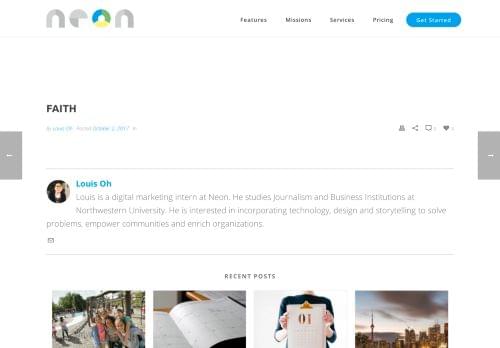 neon
Features Missions Services Pricing Get Started
FAITH
By Louis Oh Posted October 2, 2017 In
0 0
← →
Louis Oh
Louis is a digital marketing intern at Neon. He studies Journalism and Business Institutions at
Northwestern University. He is interested in incorporating technology, design and storytelling to solve
problems, empower communities and enrich organizations.
RECENT POSTS
01